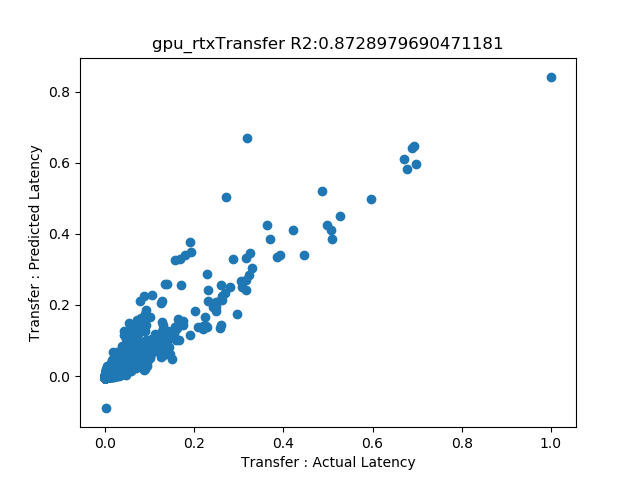 gpu_rtxTransfer R2:0.8728979690471181
Transfer : Predicted Latency
0.8
0.6
0.4
0.2
0.0
0.0 0.2 0.4 0.6 0.8 1.0
Transfer : Actual Latency